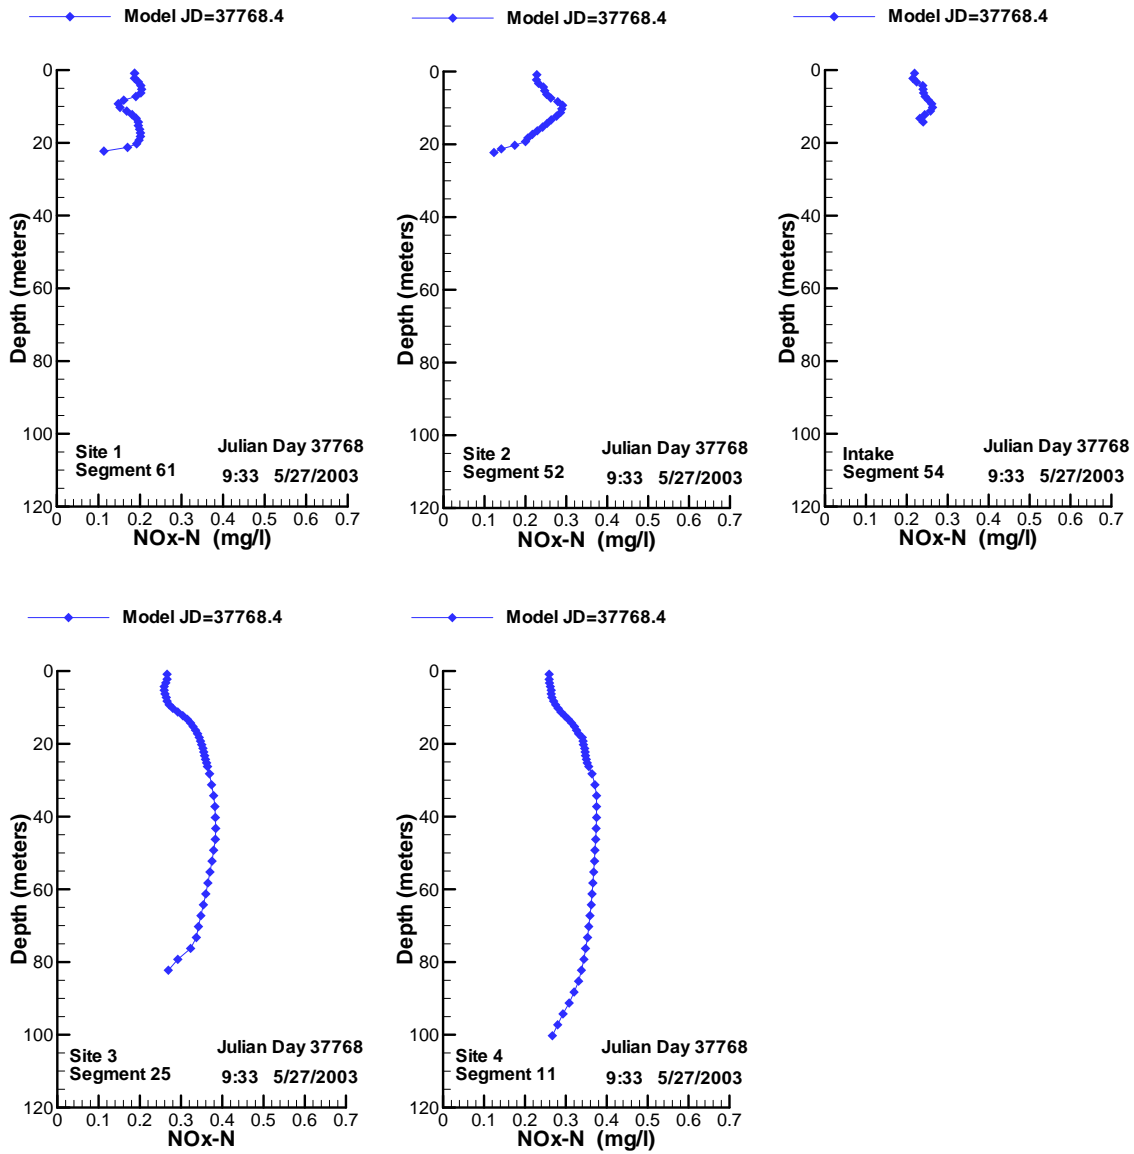 Model JD=37768.4
0
20
40
60
80
100
120
Depth (meters)
Site 1
Segment 61
Julian Day 37768
9:33 5/27/2003
0 0.1 0.2 0.3 0.4 0.5 0.6 0.7
NOx-N (mg/l)
Model JD=37768.4
0
20
40
60
80
100
120
Depth (meters)
Site 2
Segment 52
Julian Day 37768
9:33 5/27/2003
0 0.1 0.2 0.3 0.4 0.5 0.6 0.7
NOx-N (mg/l)
Model JD=37768.4
0
20
40
60
80
100
120
Depth (meters)
Intake
Segment 54
Julian Day 37768
9:33 5/27/2003
0 0.1 0.2 0.3 0.4 0.5 0.6 0.7
NOx-N (mg/l)
Model JD=37768.4
0
20
40
60
80
100
120
Depth (meters)
Site 3
Segment 25
Julian Day 37768
9:33 5/27/2003
0 0.1 0.2 0.3 0.4 0.5 0.6 0.7
NOx-N
Model JD=37768.4
0
20
40
60
80
100
120
Depth (meters)
Site 4
Segment 11
Julian Day 37768
9:33 5/27/2003
0 0.1 0.2 0.3 0.4 0.5 0.6 0.7
NOx-N (mg/l)